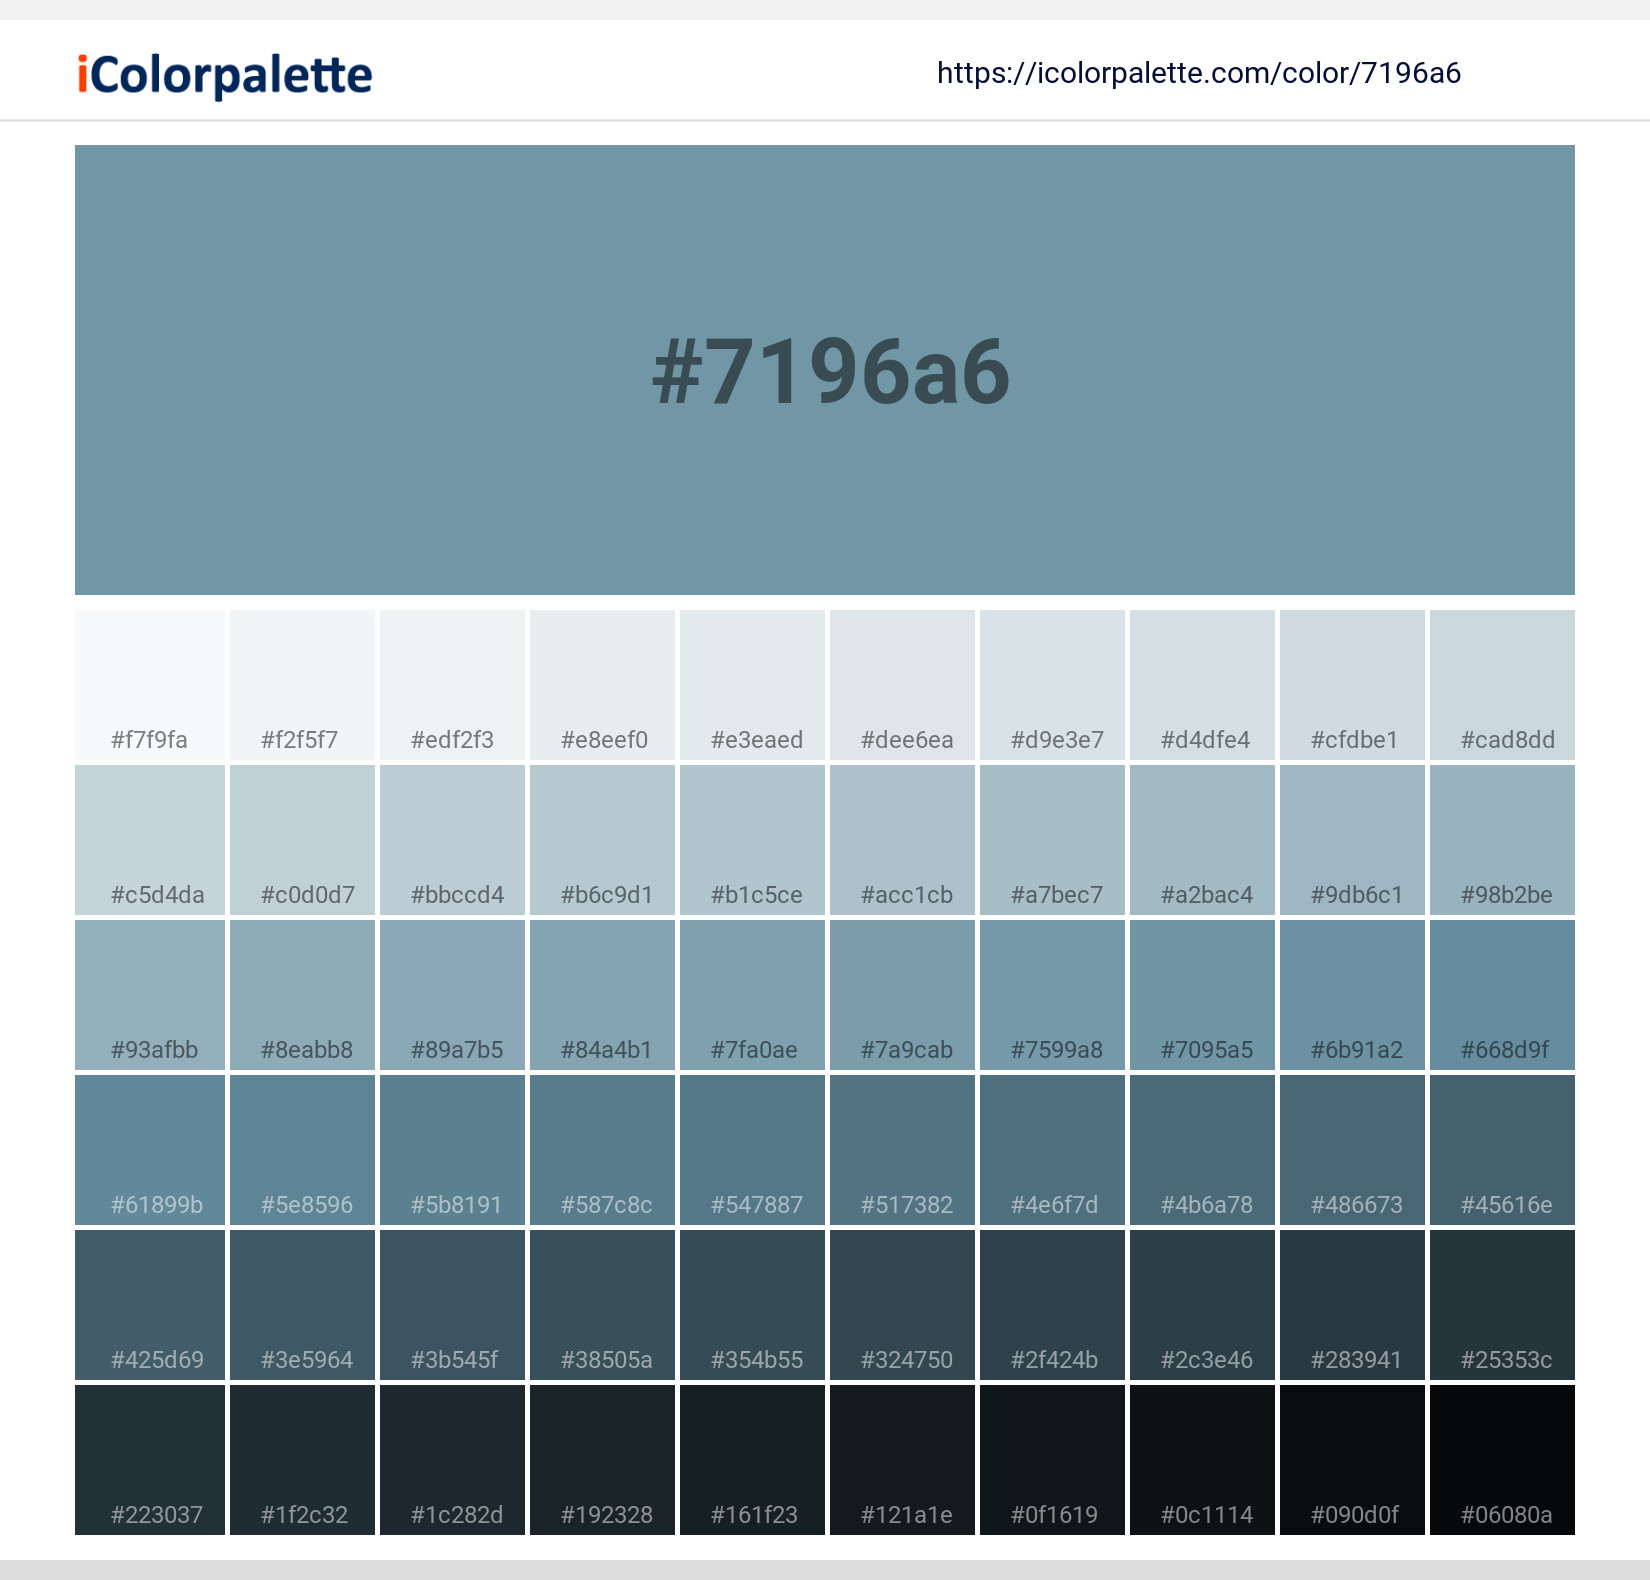 iColorpalette
https://icolorpalette.com/color/7196a6
#7196a6
#f7f9fa #f2f5f7 #edf2f3 #e8eef0 #e3eaed #dee6ea #d9e3e7 #d4dfe4 #cfdbe1 #cad8dd
#c5d4da #c0d0d7 #bbccd4 #b6c9d1 #b1c5ce #acc1cb #a7bec7 #a2bac4 #9db6c1 #98b2be
#93afbb #8eabb8 #89a7b5 #84a4b1 #7fa0ae #7a9cab #7599a8 #7095a5 #6b91a2 #668d9f
#61899b #5e8596 #5b8191 #587c8c #547887 #517382 #4e6f7d #4b6a78 #486673 #45616e
#425d69 #3e5964 #3b545f #38505a #354b55 #324750 #2f424b #2c3e46 #283941 #25353c
#223037 #1f2c32 #1c282d #192328 #161f23 #121a1e #0f1619 #0c1114 #090d0f #06080a